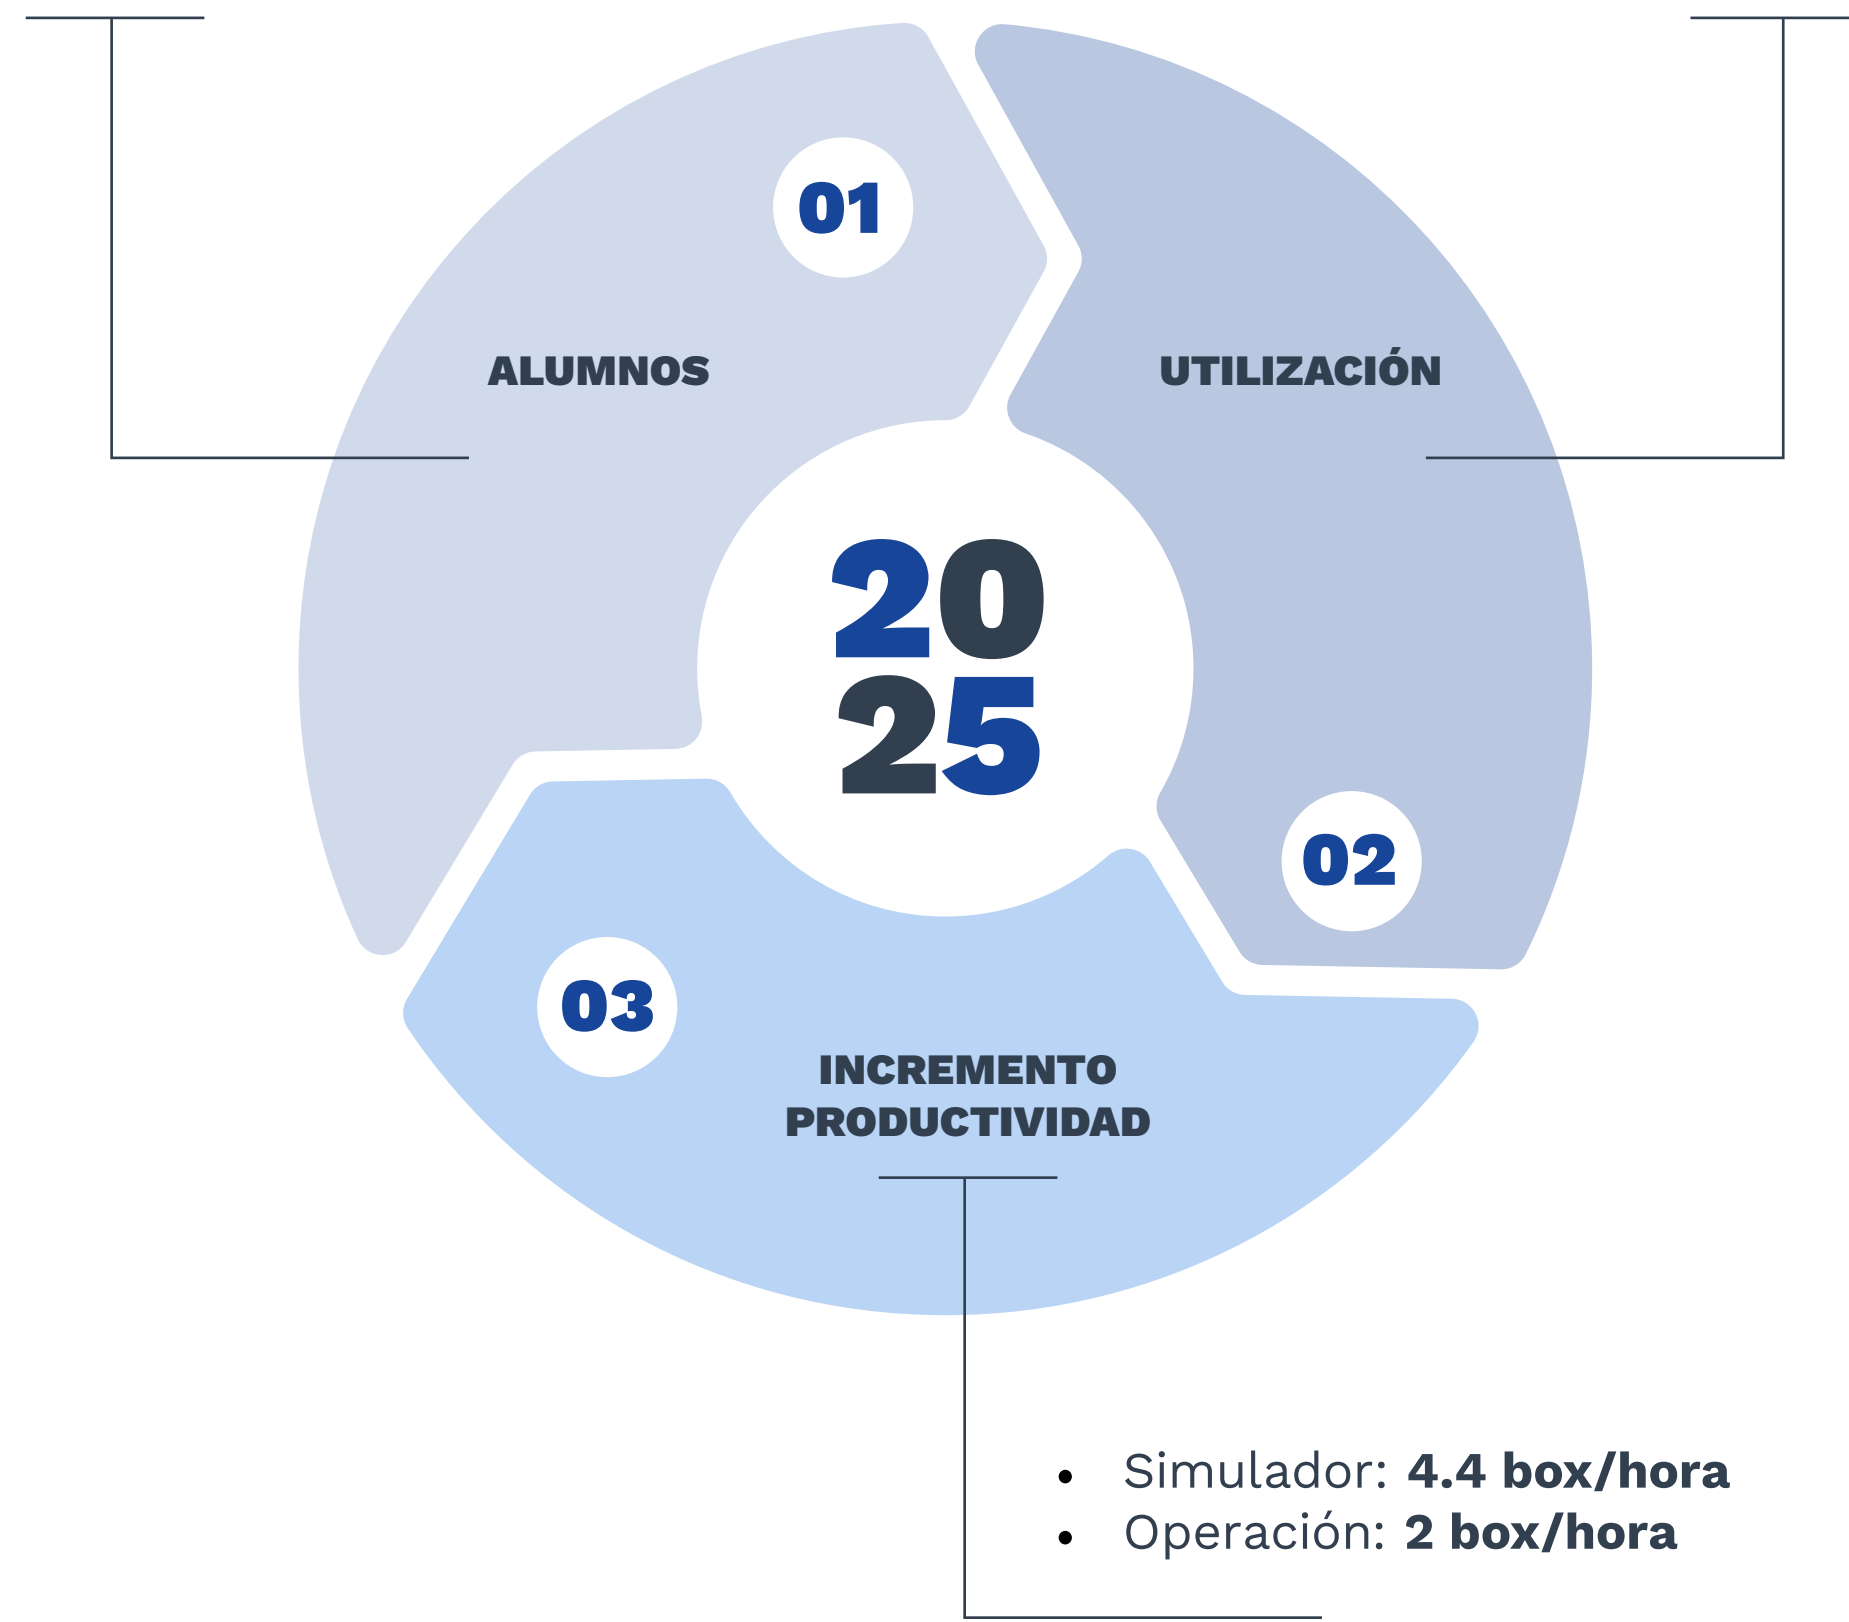 01
ALUMNOS
UTILIZACIÓN
20
25
02
03
INCREMENTO
PRODUCTIVIDAD
• Simulador: 4.4 box/hora
• Operación: 2 box/hora